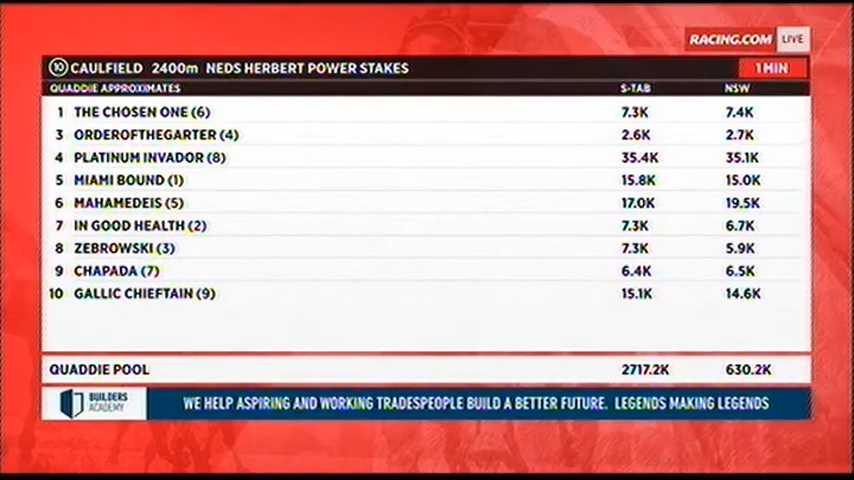 RACING.COM LIVE
10 CAULFIELD 2400m NEDS HERBERT POWER STAKES 1 MIN
QUADDIE APPROXIMATES S-TAB NSW
1 THE CHOSEN ONE (6) 7.3K 7.4K
3 ORDEROFTHEGARTER (4) 2.6K 2.7K
4 PLATINUM INVADOR (8) 35.4K 35.1K
5 MIAMI BOUND (1) 15.8K 15.0K
6 MAHAMEDEIS (5) 17.0K 19.5K
7 IN GOOD HEALTH (2) 7.3K 6.7K
8 ZEBROWSKI (3) 7.3K 5.9K
9 CHAPADA (7) 6.4K 6.5K
10 GALLIC CHIEFTAIN (9) 15.1K 14.6K
QUADDIE POOL 2717.2K 630.2K
BUILDERS ACADEMY WE HELP ASPIRING AND WORKING TRADESPEOPLE BUILD A BETTER FUTURE. LEGENDS MAKING LEGENDS